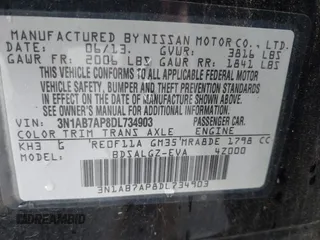 MANUFACTURED BY NISSAN MOTOR CO., LTD.
DATE: 06/13. GVWR: 3816 LBS
GAWR FR: 2006 LBS GAWR RR: 1841 LBS
THIS VEHICLE CONFORMS TO ALL APPLICABLE FEDERAL MOTOR
VEHICLE SAFETY, BUMPER, AND THEFT PREVENTION STANDARDS
IN EFFECT ON THE DATE OF MANUFACTURE SHOWN ABOVE.
SEE OWNER'S MANUAL FOR ADDITIONAL INFORMATION.
VIN: 3N1AB7AP8DL734903 PASSENGER CAR.
COLOR TRIM TRANS AXLE ENGINE
KH3 G RE0F11A GM35 MRA8DE 1798 CC
BDSALGZ-EVA 4Z000
3N1AB7AP8DL734903
DREAMBID